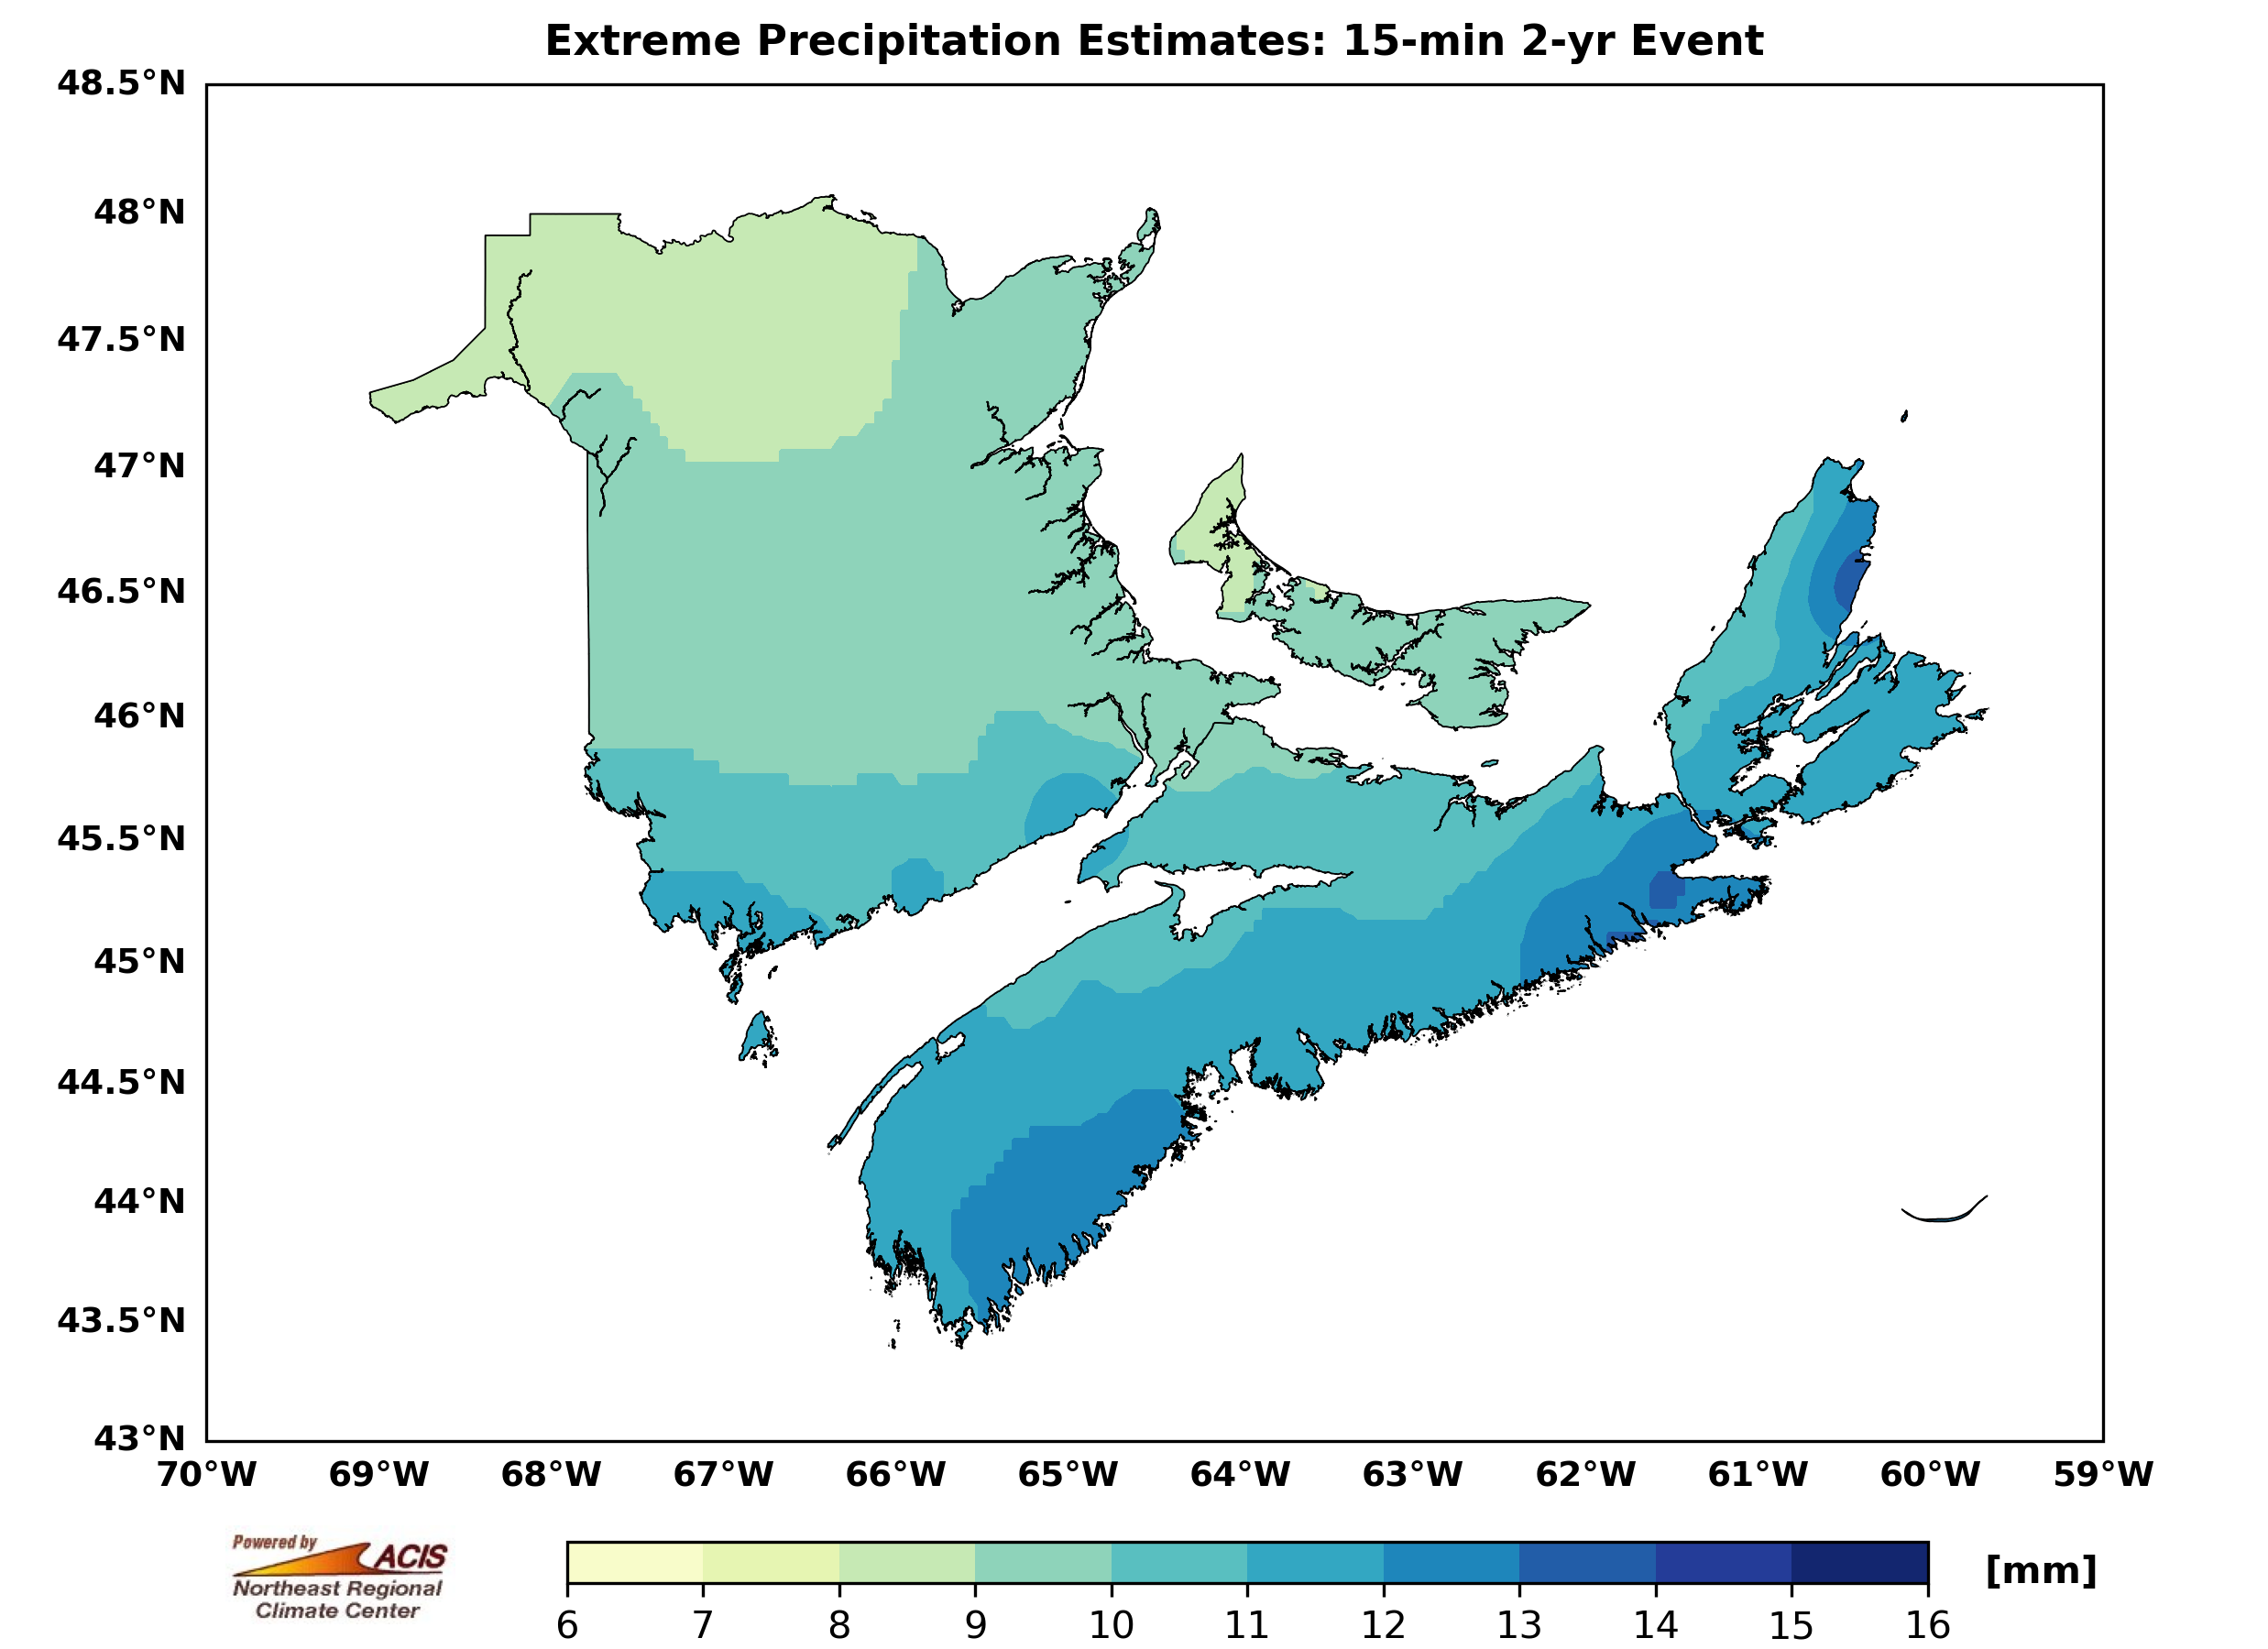 Extreme Precipitation Estimates: 15-min 2-yr Event
48.5°N
48°N
47.5°N
47°N
46.5°N
46°N
45.5°N
45°N
44.5°N
44°N
43.5°N
43°N
70°W 69°W 68°W 67°W 66°W 65°W 64°W 63°W 62°W 61°W 60°W 59°W
Powered by
ACIS
Northeast Regional
Climate Center
[mm]
6 7 8 9 10 11 12 13 14 15 16